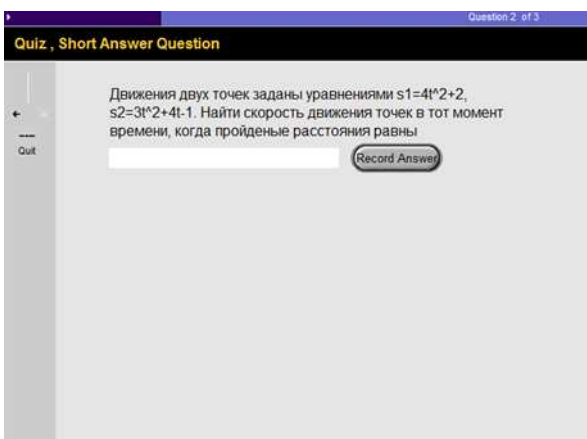 Question 2 of 3
Quiz , Short Answer Question
Движения двух точек заданы уравнениями s1=4t^2+2,
s2=3t^2+4t-1. Найти скорость движения точек в тот момент
времени, когда пройденые расстояния равны
Record Answer
Quit